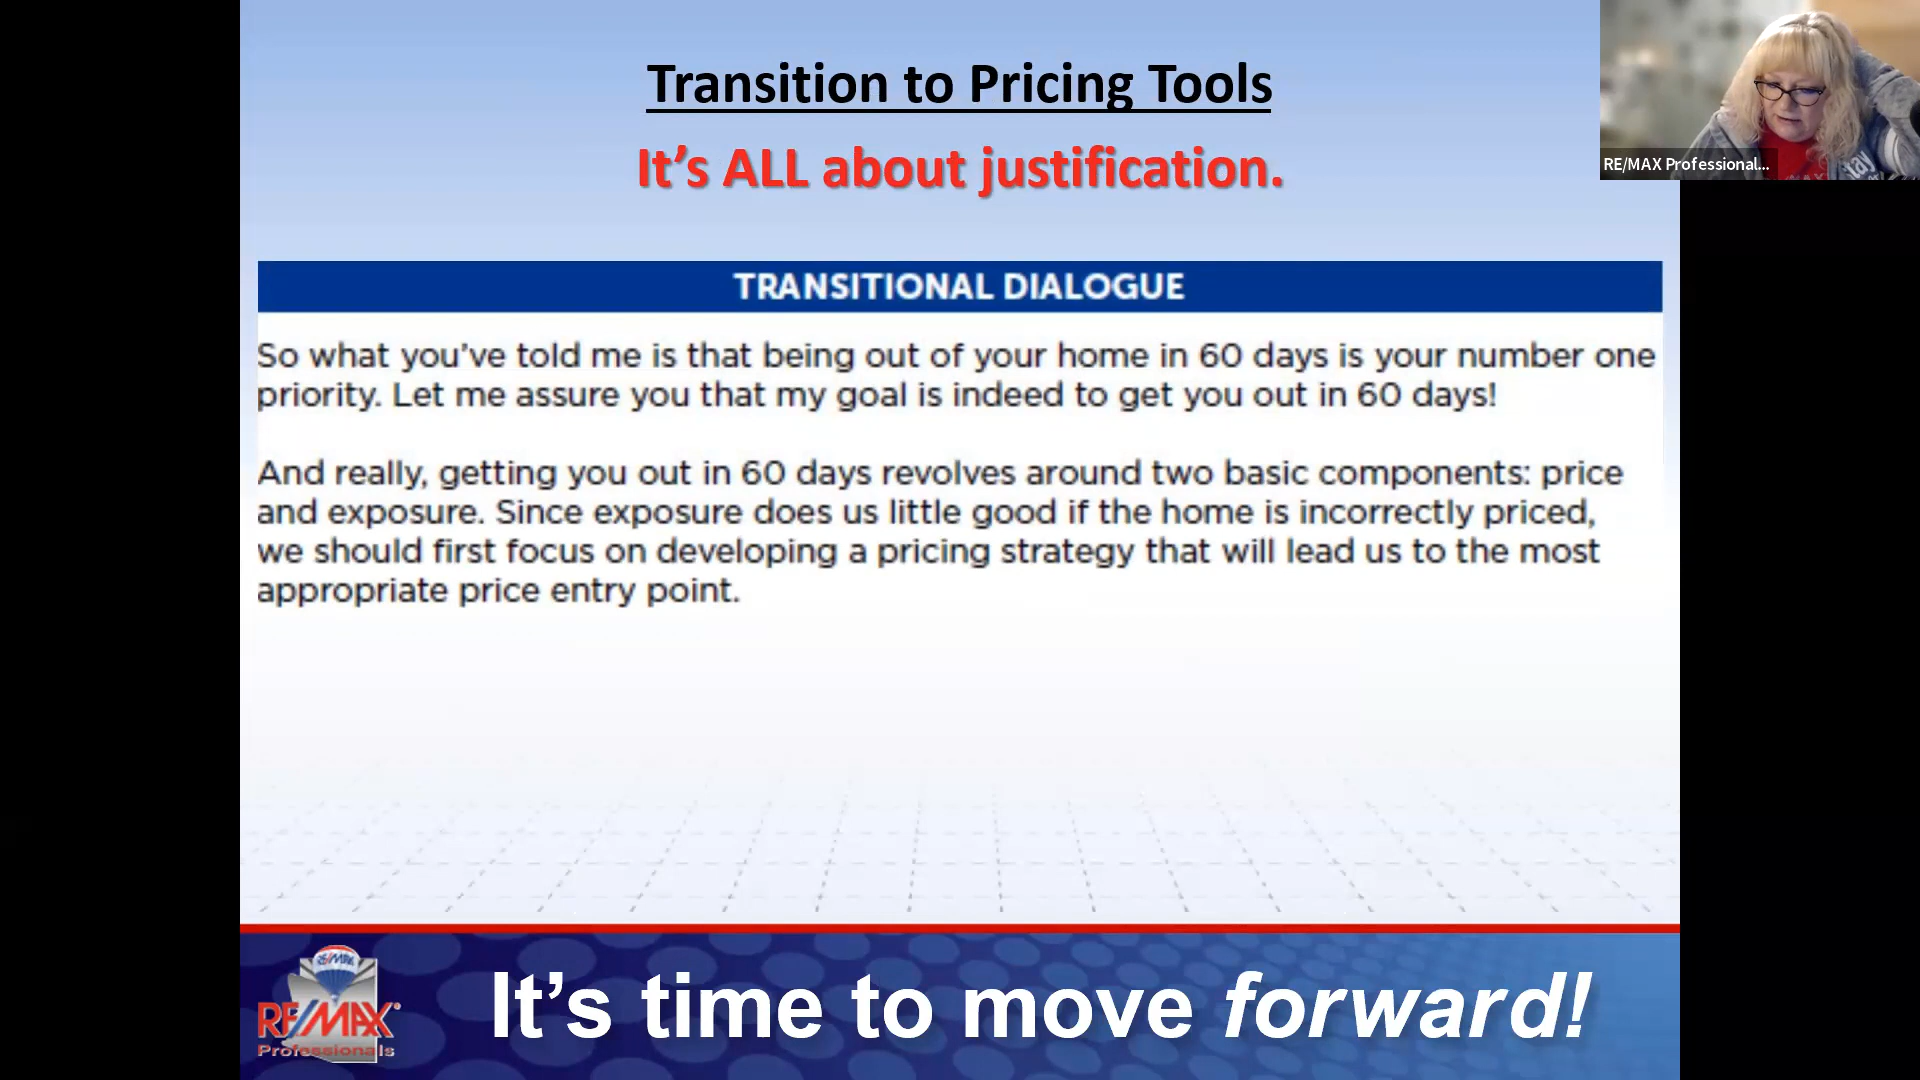 Transition to Pricing Tools
It's ALL about justification.
RE/MAX Professional...
TRANSITIONAL DIALOGUE
So what you've told me is that being out of your home in 60 days is your number one
priority. Let me assure you that my goal is indeed to get you out in 60 days!
And really, getting you out in 60 days revolves around two basic components: price
and exposure. Since exposure does us little good if the home is incorrectly priced,
we should first focus on developing a pricing strategy that will lead us to the most
appropriate price entry point.
RE/MAX
RE/MAX
Professionals
It's time to move forward!